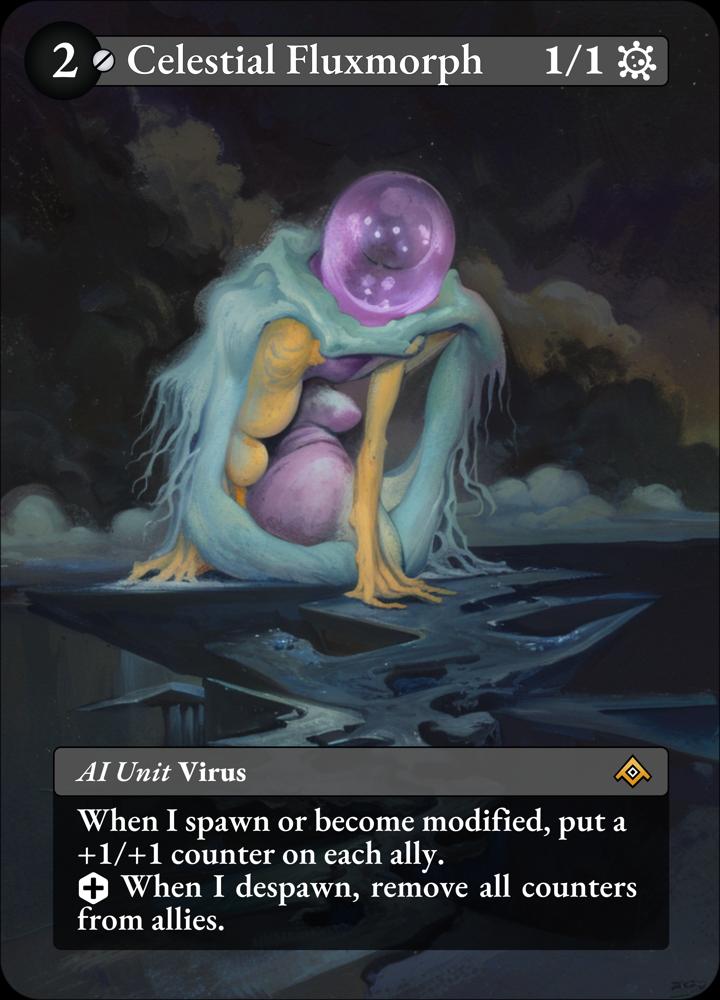 2 Celestial Fluxmorph 1/1
AI Unit Virus
When I spawn or become modified, put a
+1/+1 counter on each ally.
When I despawn, remove all counters
from allies.